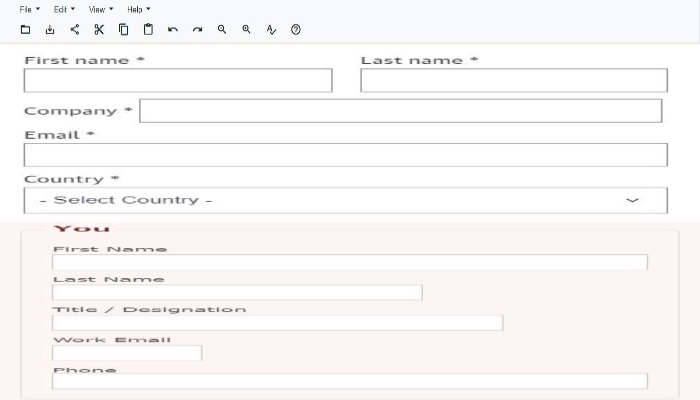 File Edit View Help
First name * Last name *
Company *
Email *
Country *
- Select Country -
You
First Name
Last Name
Title / Designation
Work Email
Phone